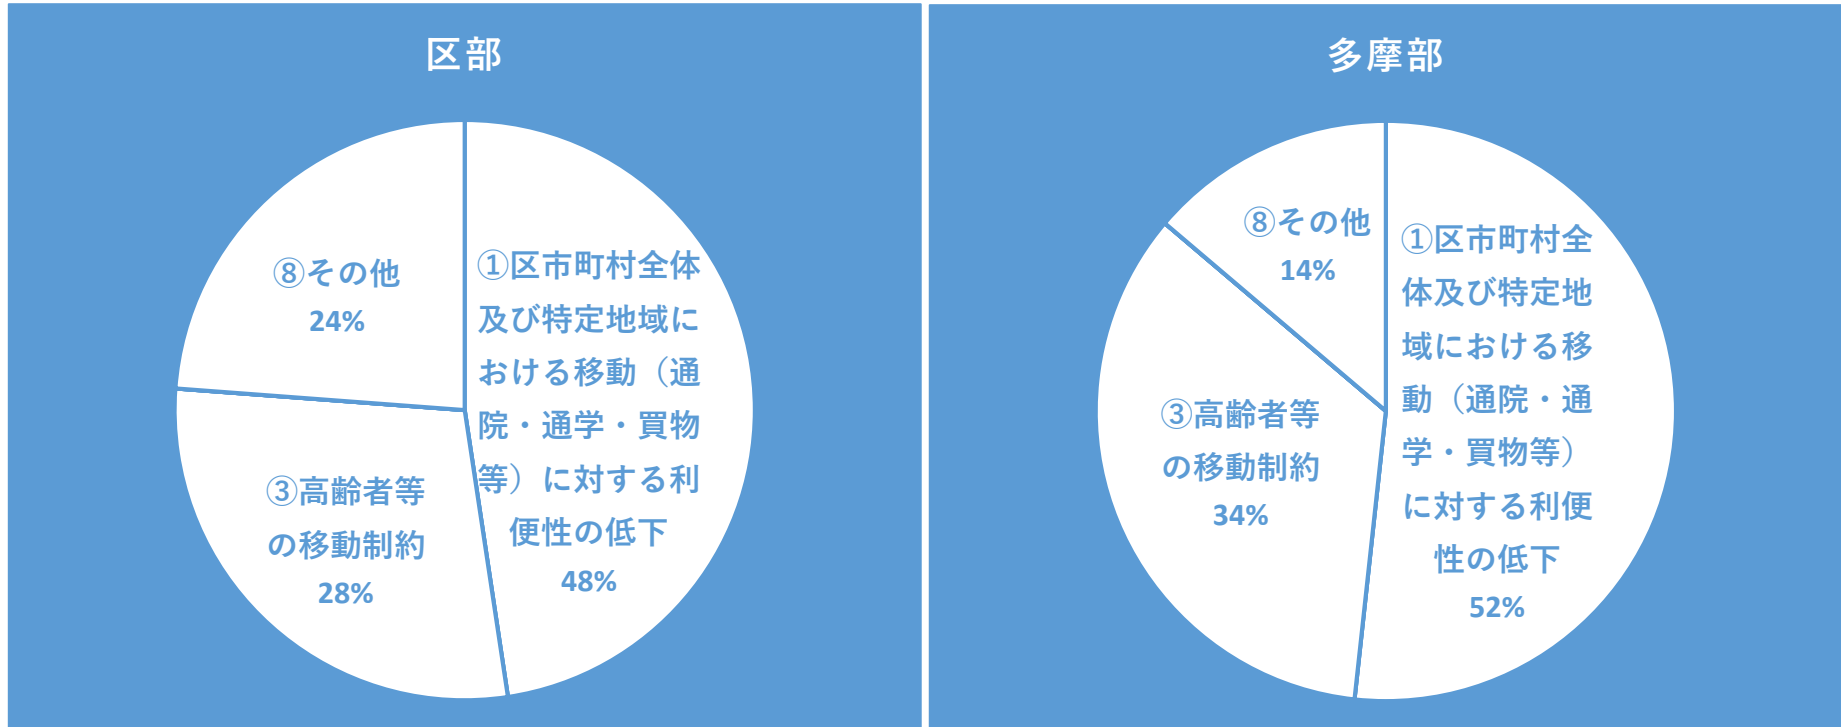 区部
⑧その他
24%
①区市町村全体
及び特定地域に
おける移動（通
院・通学・買物
等）に対する利
便性の低下
48%
③高齢者等
の移動制約
28%
多摩部
⑧その他
14%
①区市町村全
体及び特定地
域における移
動（通院・通
学・買物等）
に対する利便
性の低下
52%
③高齢者等
の移動制約
34%